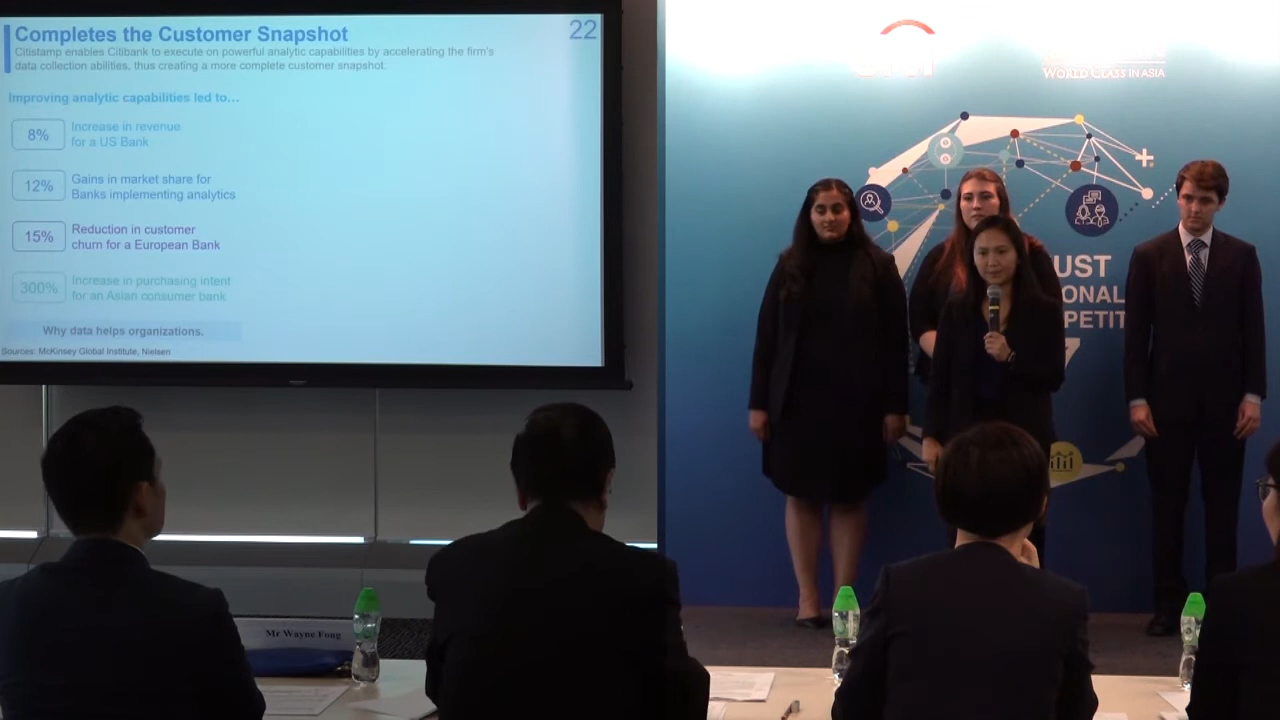 Completes the Customer Snapshot
22
Citistamp enables Citibank to execute on powerful analytic capabilities by accelerating the firm's
data collection abilities, thus creating a more complete customer snapshot.
Improving analytic capabilities led to…
8%
Increase in revenue
for a US Bank
12%
Gains in market share for
Banks implementing analytics
15%
Reduction in customer
churn for a European Bank
300%
Increase in purchasing intent
for an Asian consumer bank
Why data helps organizations.
Sources: McKinsey Global Institute, Nielsen
WORLD CLASS IN ASIA
UST
ONAL
PETIT
Mr Wayne Fong